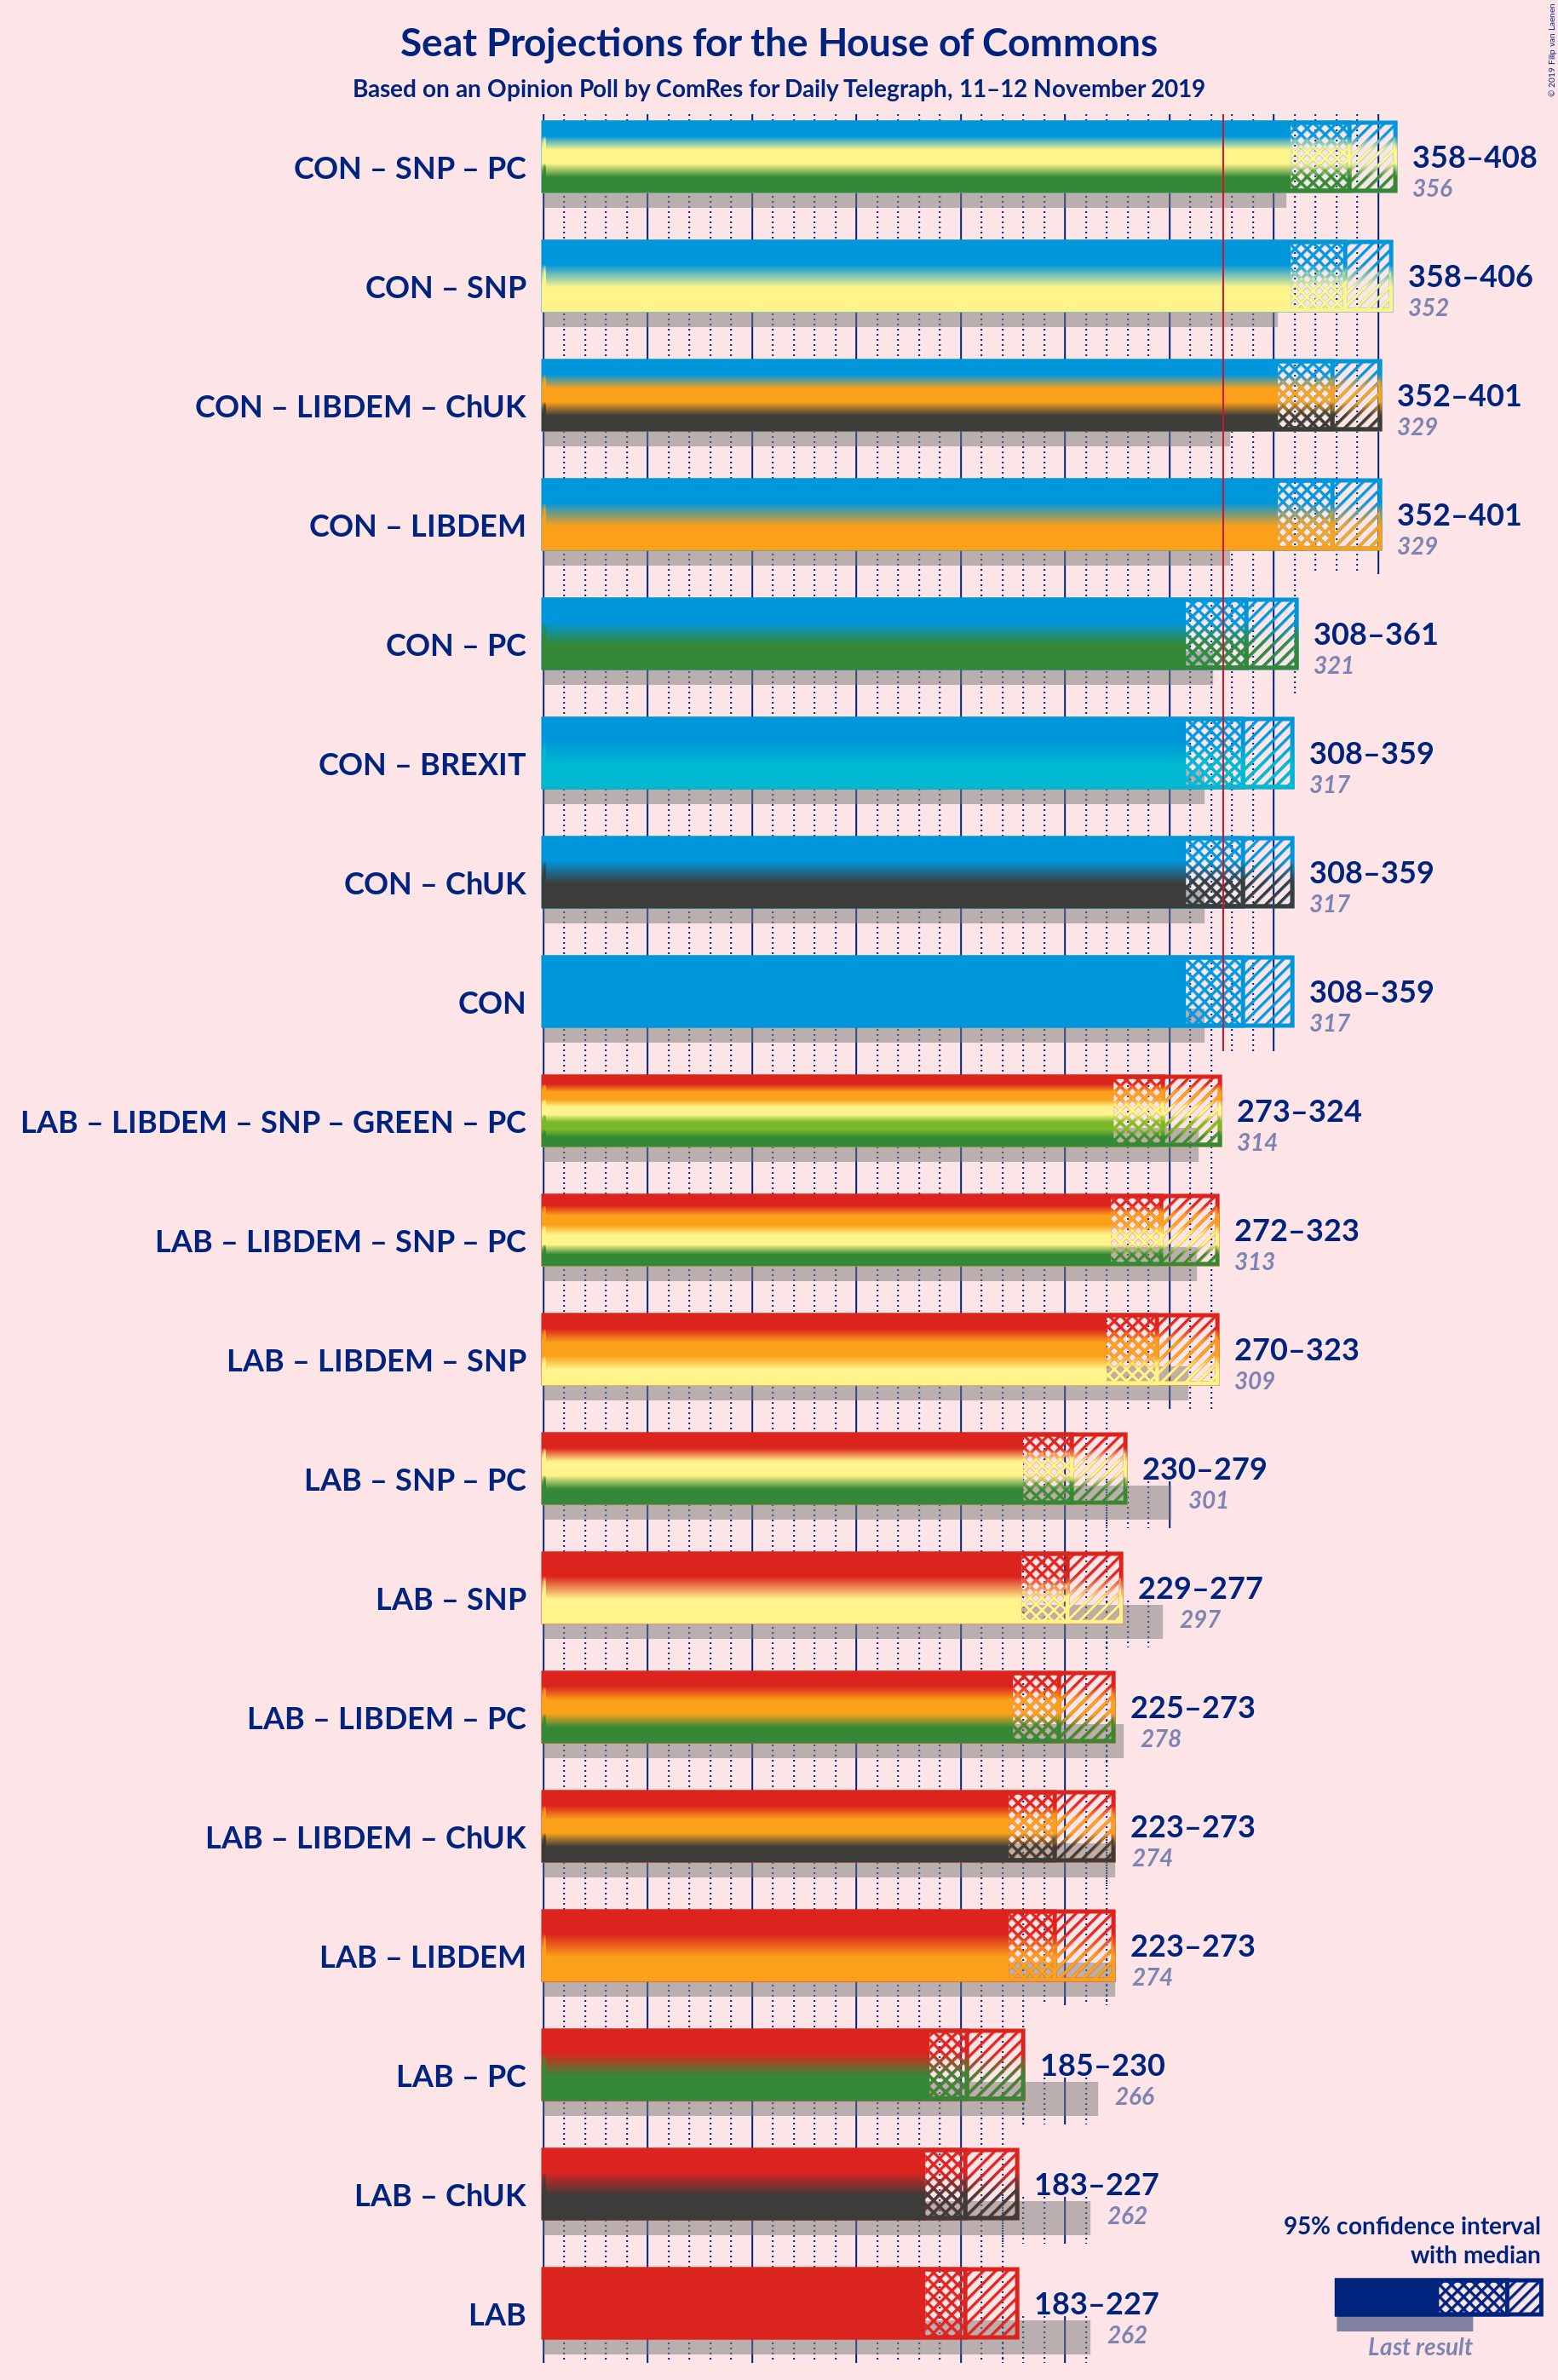 Seat Projections for the House of Commons
Based on an Opinion Poll by ComRes for Daily Telegraph, 11–12 November 2019
© 2019 Filip van Laenen
CON – SNP – PC
358–408
356
CON – SNP
358–406
352
CON – LIBDEM – ChUK
352–401
329
CON – LIBDEM
352–401
329
CON – PC
308–361
321
CON – BREXIT
308–359
317
CON – ChUK
308–359
317
CON
308–359
317
LAB – LIBDEM – SNP – GREEN – PC
273–324
314
LAB – LIBDEM – SNP – PC
272–323
313
LAB – LIBDEM – SNP
270–323
309
LAB – SNP – PC
230–279
301
LAB – SNP
229–277
297
LAB – LIBDEM – PC
225–273
278
LAB – LIBDEM – ChUK
223–273
274
LAB – LIBDEM
223–273
274
LAB – PC
185–230
266
LAB – ChUK
183–227
262
LAB
183–227
262
95% confidence interval
with median
Last result